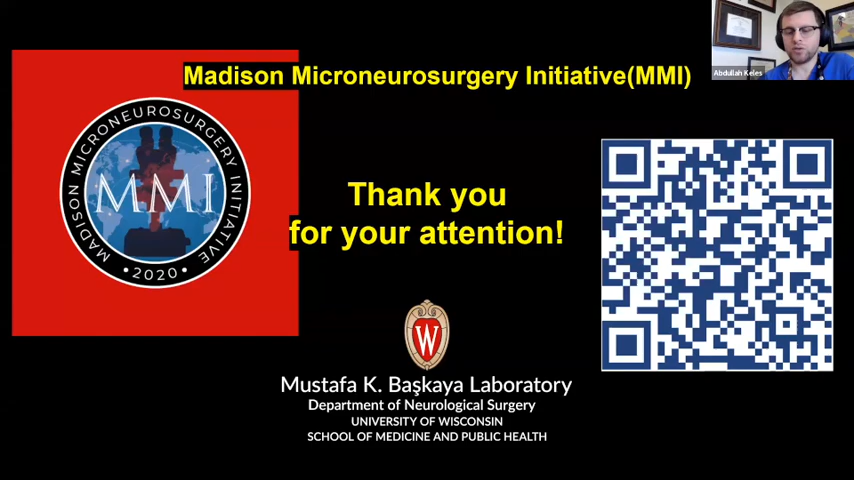 Abdullah Keles
Madison Microneurosurgery Initiative(MMI)
MADISON MICRONEUROSURGERY INITIATIVE
MMI
•2020•
Thank you
for your attention!
W
Mustafa K. Başkaya Laboratory
Department of Neurological Surgery
UNIVERSITY OF WISCONSIN
SCHOOL OF MEDICINE AND PUBLIC HEALTH